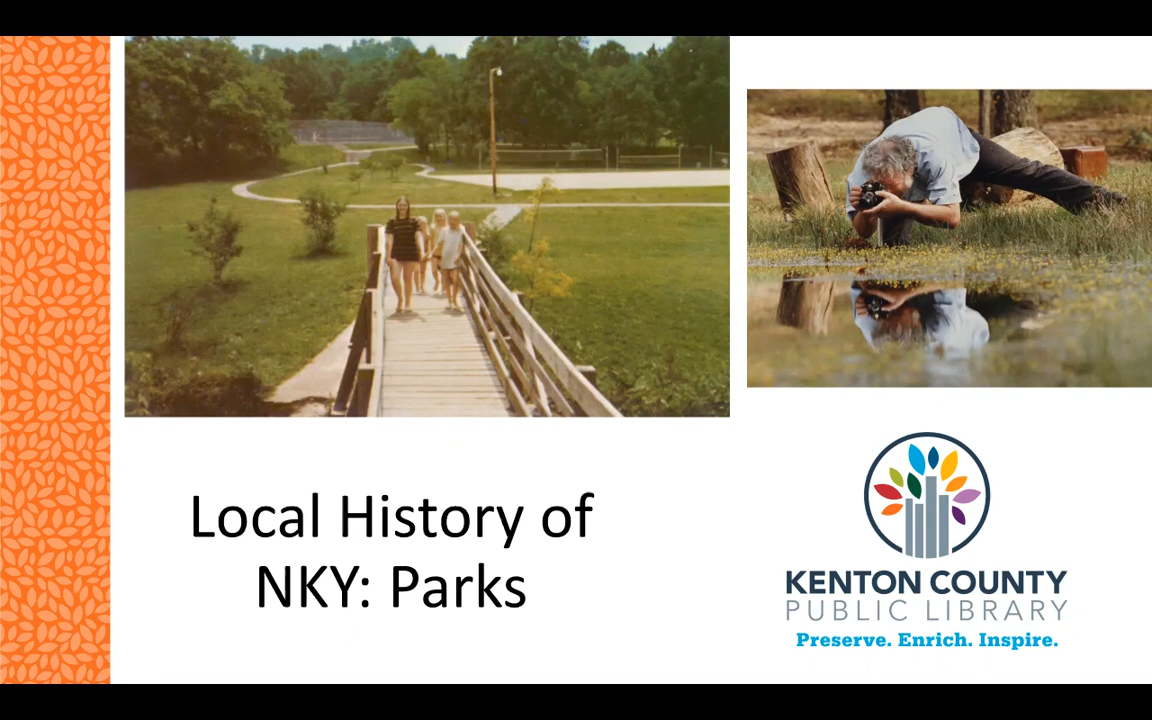 Local History of
NKY: Parks
KENTON COUNTY
PUBLIC LIBRARY
Preserve. Enrich. Inspire.